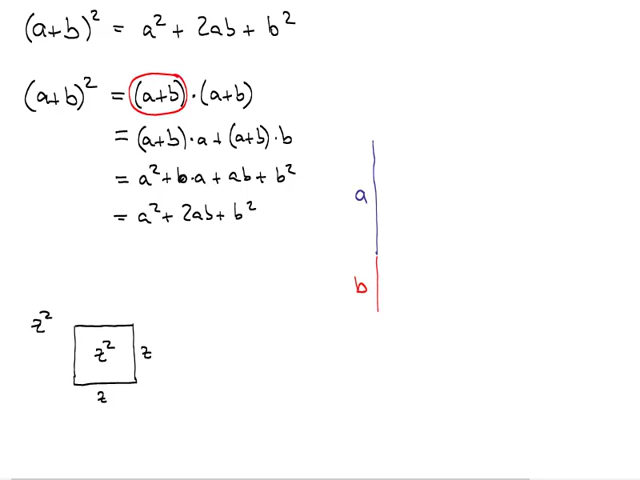 (a+b)² = a² + 2ab + b²
(a+b)² = (a+b)·(a+b)
= (a+b)·a+(a+b)·b
= a²+b·a+ab+b²
= a²+2ab+b²
a
b
z²
z²
z
z